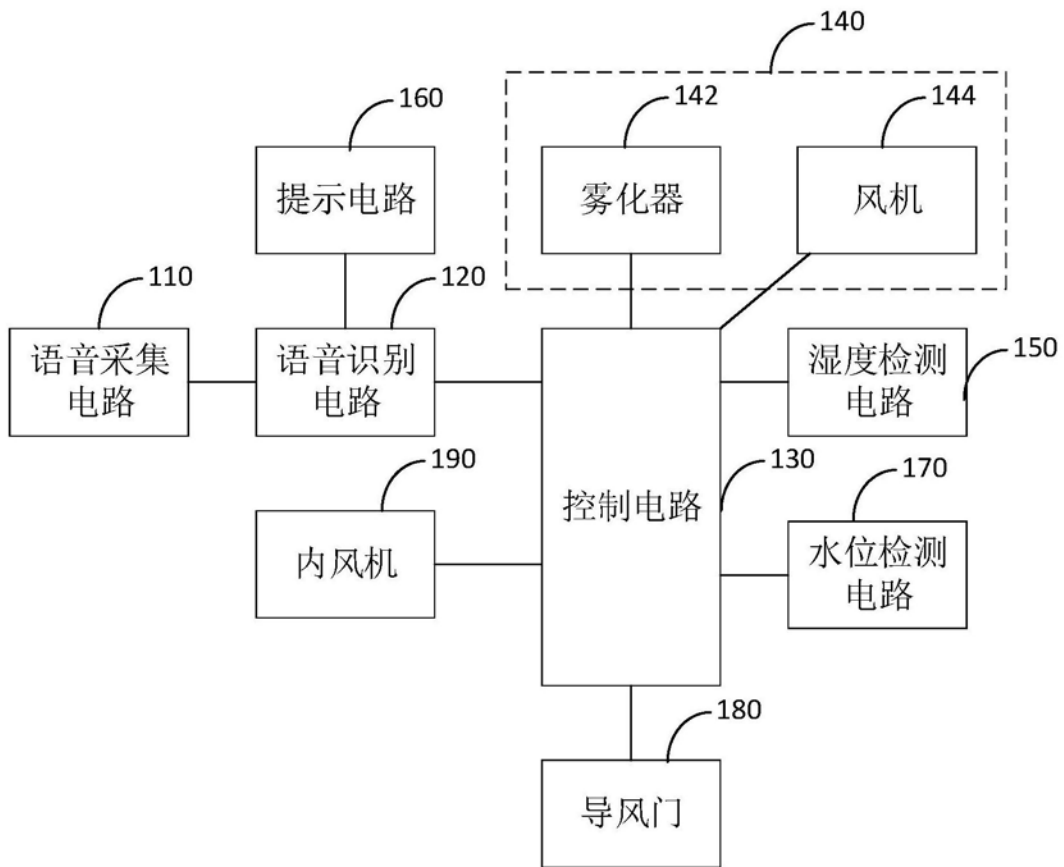 140
160
142
144
提示电路
雾化器
风机
110
120
语音采集
电路
语音识别
电路
湿度检测
电路
150
190
130
170
控制电路
内风机
水位检测
电路
180
导风门